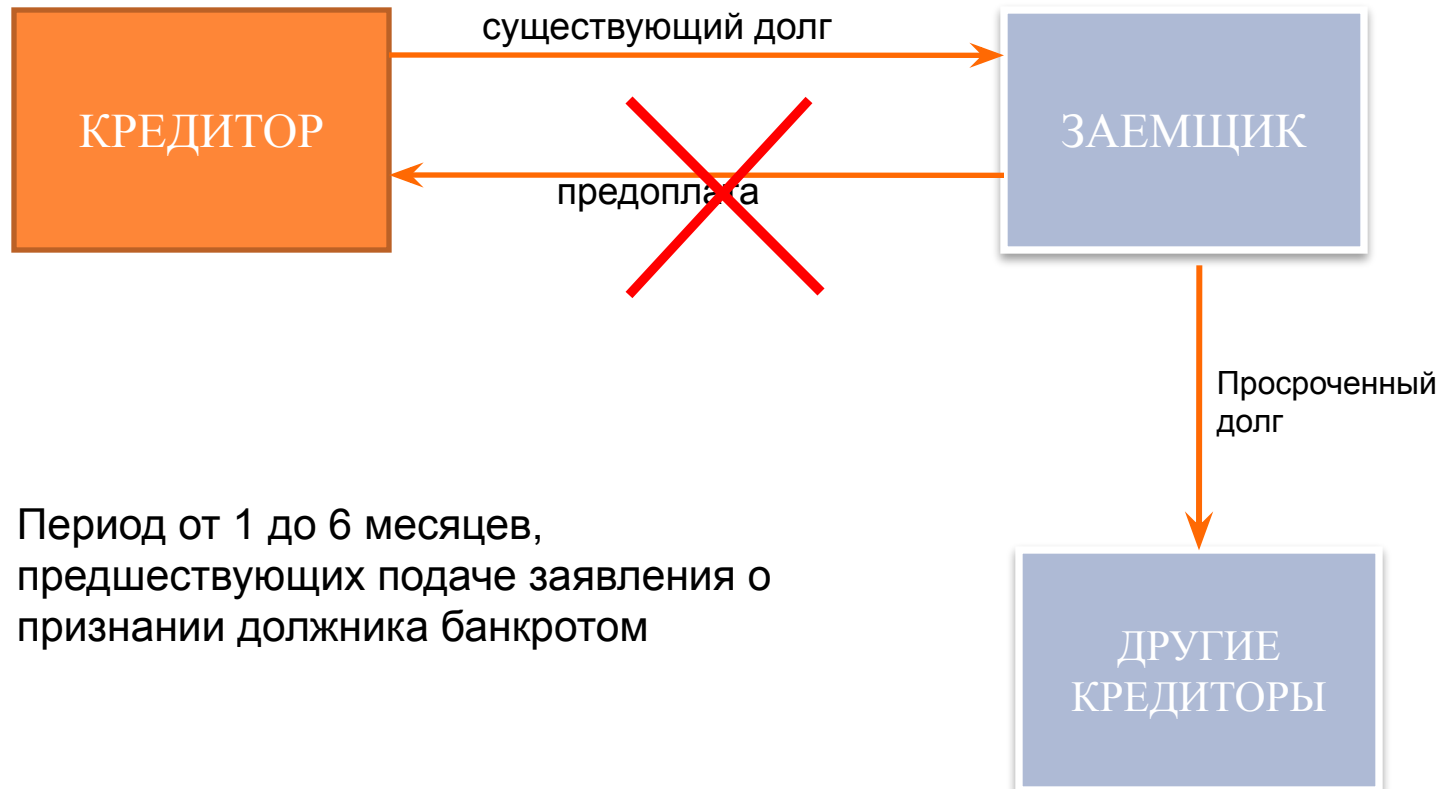 существующий долг
КРЕДИТОР
ЗАЕМЩИК
предоплата
Просроченный
долг
Период от 1 до 6 месяцев,
предшествующих подаче заявления о
признании должника банкротом
ДРУГИЕ
КРЕДИТОРЫ